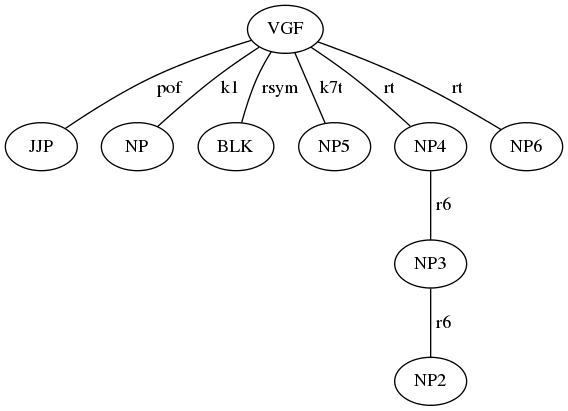 VGF
pof k1 rsym k7t rt rt
JJP NP BLK NP5 NP4 NP6
r6
NP3
r6
NP2